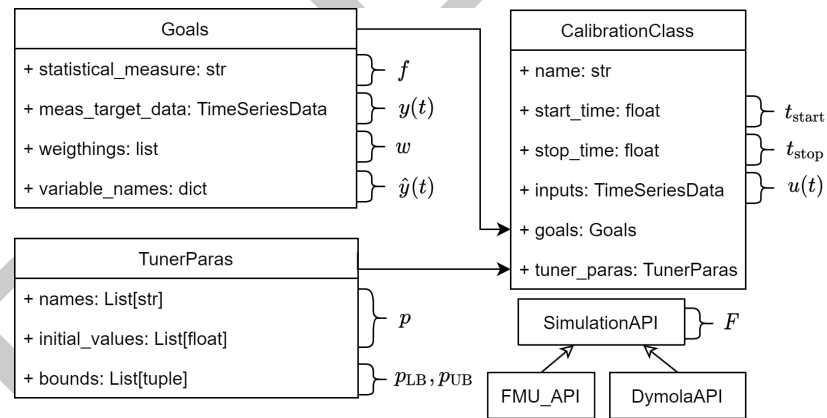 Goals
+ statistical_measure: str
f
+ meas_target_data: TimeSeriesData
y(t)
+ weigthings: list
w
+ variable_names: dict
ŷ(t)
TunerParas
+ names: List[str]
+ initial_values: List[float]
p
+ bounds: List[tuple]
p_LB, p_UB
CalibrationClass
+ name: str
+ start_time: float
t_start
+ stop_time: float
t_stop
+ inputs: TimeSeriesData
u(t)
+ goals: Goals
+ tuner_paras: TunerParas
SimulationAPI
F
FMU_API
DymolaAPI